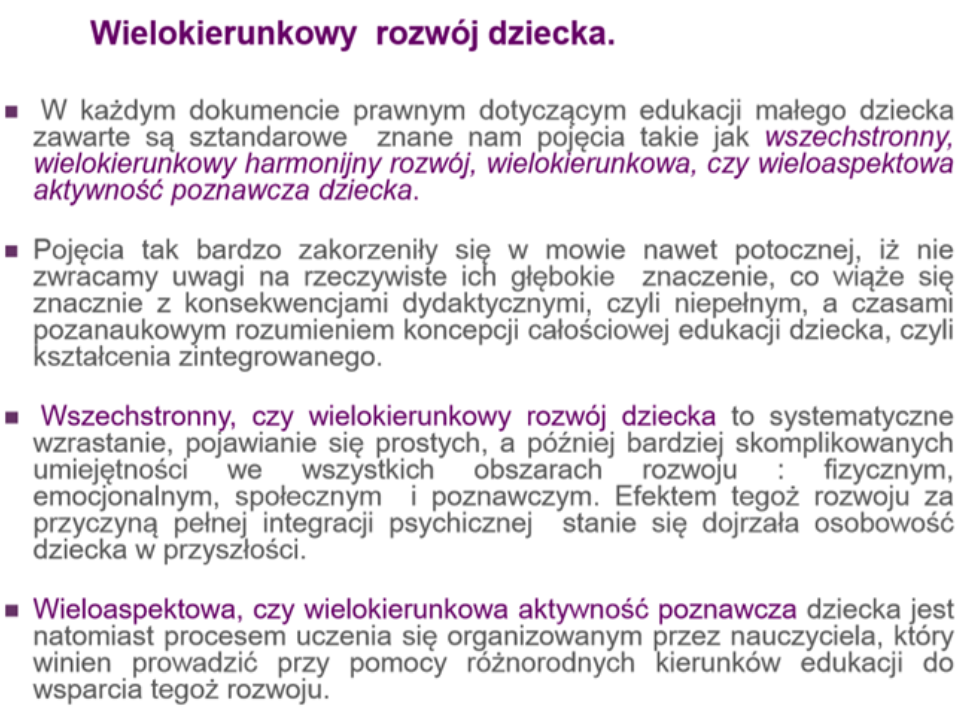 Wielokierunkowy rozwój dziecka.
W każdym dokumencie prawnym dotyczącym edukacji małego dziecka
zawarte są sztandarowe znane nam pojęcia takie jak wszechstronny,
wielokierunkowy harmonijny rozwój, wielokierunkowa, czy wieloaspektowa
aktywność poznawcza dziecka.
Pojęcia tak bardzo zakorzeniły się w mowie nawet potocznej, iż nie
zwracamy uwagi na rzeczywiste ich głębokie znaczenie, co wiąże się
znacznie z konsekwencjami dydaktycznymi, czyli niepełnym, a czasami
pozanaukowym rozumieniem koncepcji całościowej edukacji dziecka, czyli
kształcenia zintegrowanego.
Wszechstronny, czy wielokierunkowy rozwój dziecka to systematyczne
wzrastanie, pojawianie się prostych, a później bardziej skomplikowanych
umiejętności we wszystkich obszarach rozwoju : fizycznym,
emocjonalnym, społecznym i poznawczym. Efektem tegoż rozwoju za
przyczyną pełnej integracji psychicznej stanie się dojrzała osobowość
dziecka w przyszłości.
Wieloaspektowa, czy wielokierunkowa aktywność poznawcza dziecka jest
natomiast procesem uczenia się organizowanym przez nauczyciela, który
winien prowadzić przy pomocy różnorodnych kierunków edukacji do
wsparcia tegoż rozwoju.